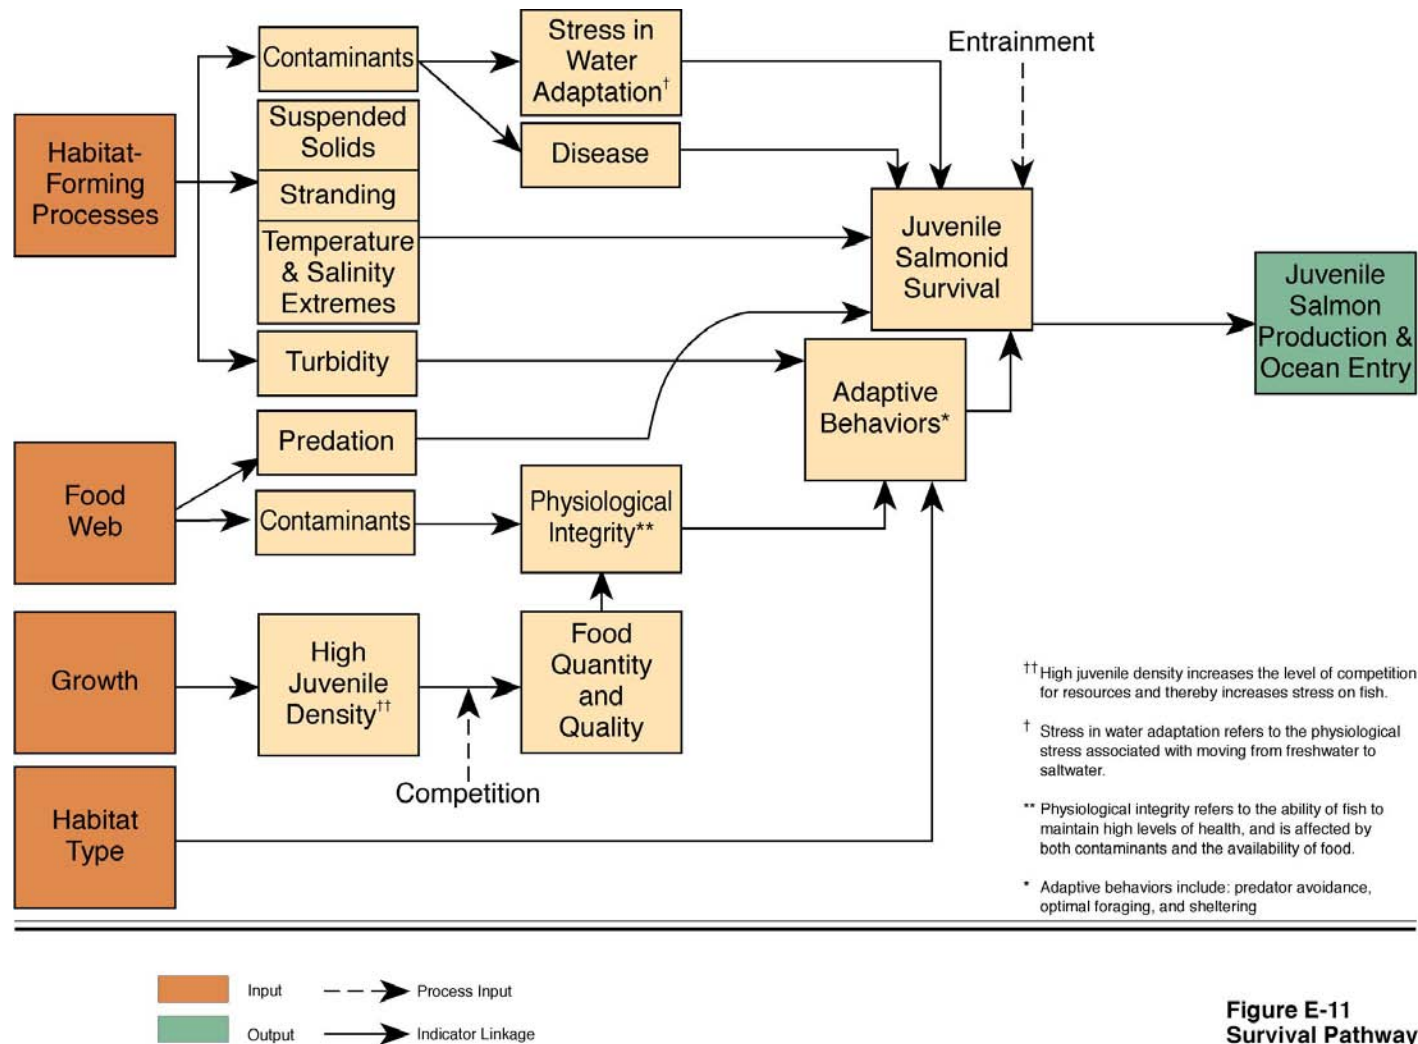 Stress in
Water
Adaptation†
Entrainment
Contaminants
Suspended
Solids
Disease
Habitat-
Forming
Processes
Stranding
Temperature
& Salinity
Extremes
Juvenile
Salmonid
Survival
Juvenile
Salmon
Production &
Ocean Entry
Turbidity
Adaptive
Behaviors*
Predation
Food
Web
Contaminants
Physiological
Integrity**
Growth
High
Juvenile
Density††
Food
Quantity
and
Quality
Competition
Habitat
Type
†† High juvenile density increases the level of competition
for resources and thereby increases stress on fish.
† Stress in water adaptation refers to the physiological
stress associated with moving from freshwater to
saltwater.
** Physiological integrity refers to the ability of fish to
maintain high levels of health, and is affected by
both contaminants and the availability of food.
* Adaptive behaviors include: predator avoidance,
optimal foraging, and sheltering
Input
Process Input
Output
Indicator Linkage
Figure E-11
Survival Pathway